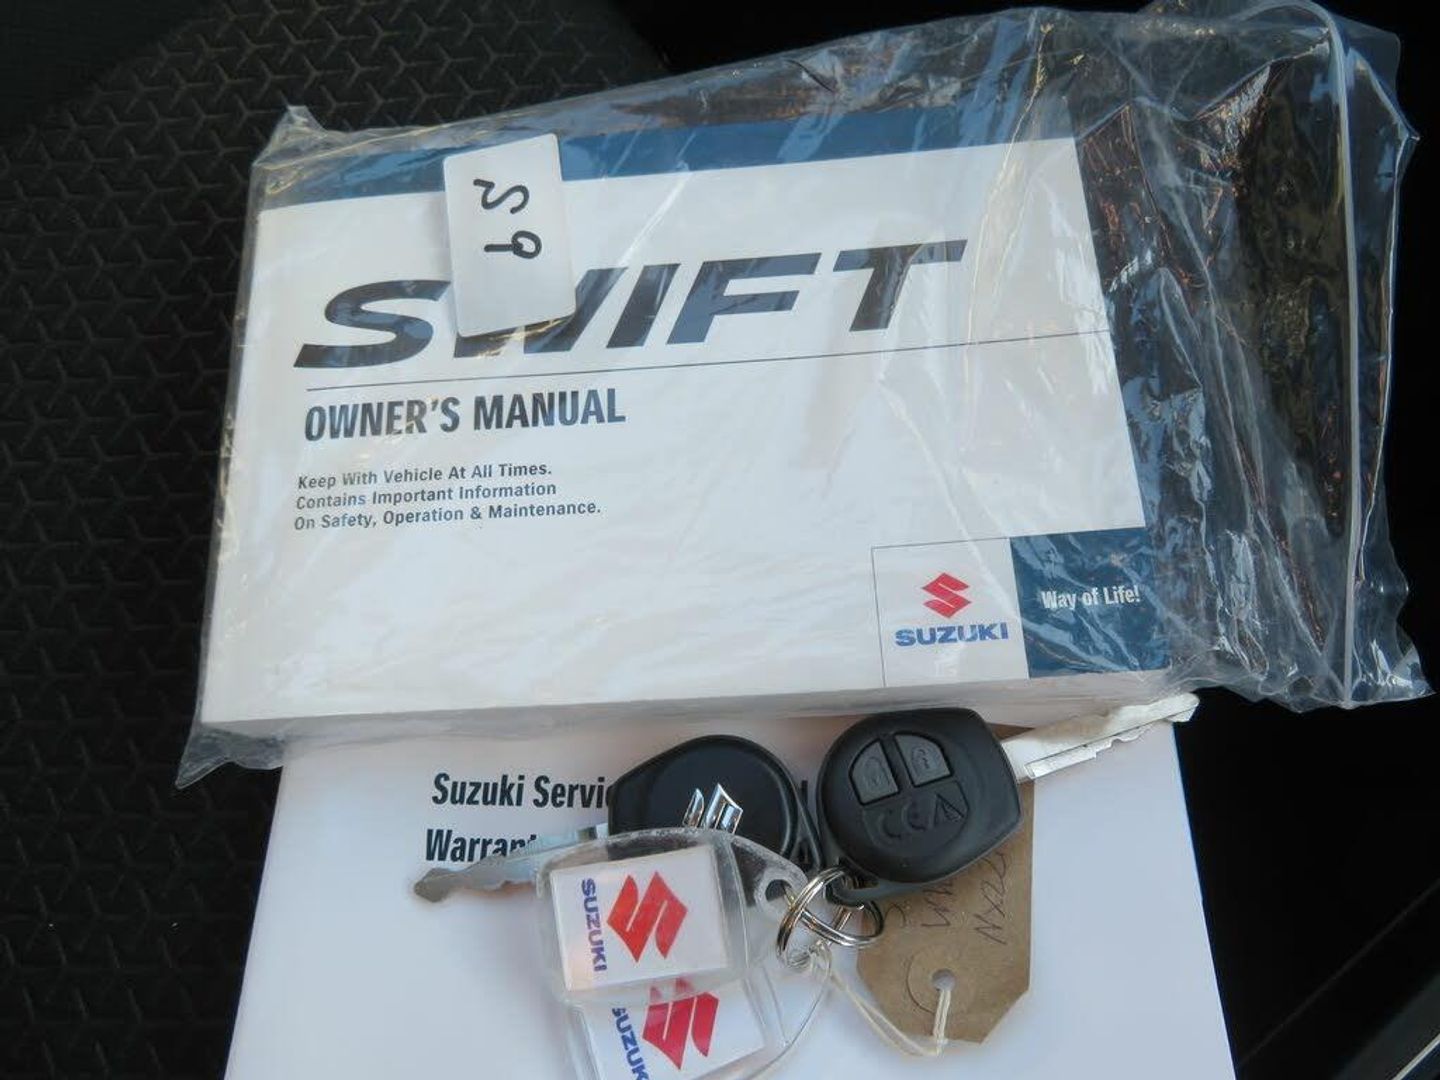 SWIFT
OWNER'S MANUAL
Keep With Vehicle At All Times.
Contains Important Information
On Safety, Operation & Maintenance.
SUZUKI
Way of Life!
Suzuki
SUZUKI